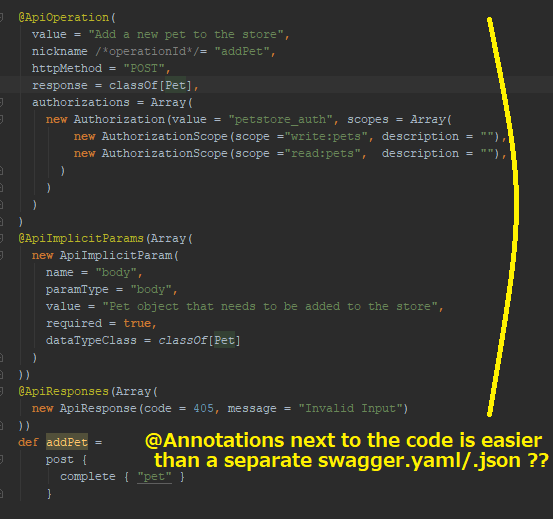 @ApiOperation(
value = "Add a new pet to the store",
nickname /*operationId*/= "addPet",
httpMethod = "POST",
response = classOf[Pet],
authorizations = Array(
new Authorization(value = "petstore_auth", scopes = Array(
new AuthorizationScope(scope ="write:pets", description = ""),
new AuthorizationScope(scope ="read:pets",  description = ""),
)
)
)
)
@ApiImplicitParams(Array(
new ApiImplicitParam(
name = "body",
paramType = "body",
value = "Pet object that needs to be added to the store",
required = true,
dataTypeClass = classOf[Pet]
)
))
@ApiResponses(Array(
new ApiResponse(code = 405, message = "Invalid Input")
))
def addPet =
post {
complete { "pet" }
}
@Annotations next to the code is easier
than a separate swagger.yaml/.json ??